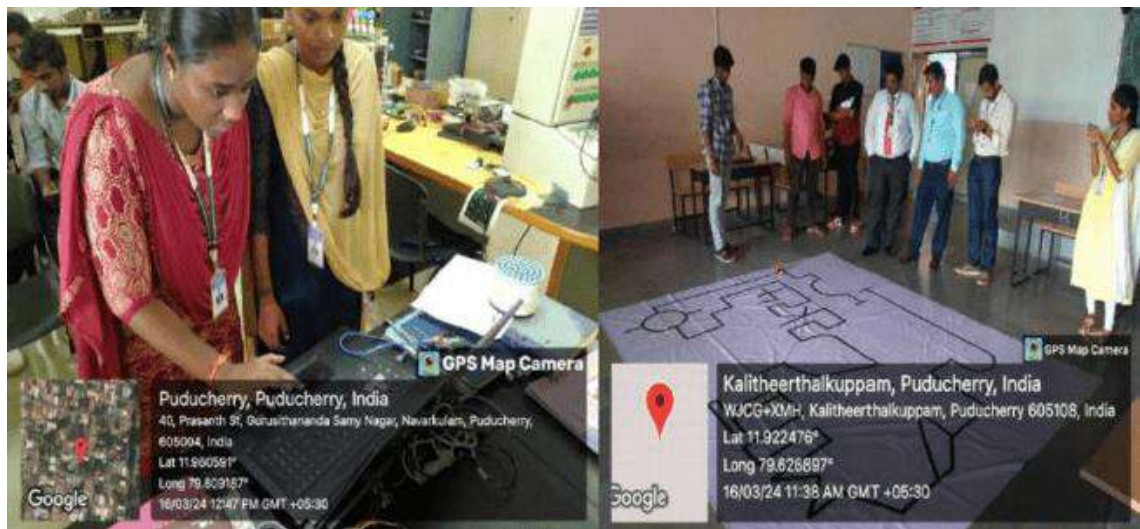 GPS Map Camera
Puducherry, Puducherry, India
40, Prasanth St, Gurusithananda Samy Nagar, Navarkulam, Puducherry,
605004, India
Lat 11.960591°
Long 79.809187°
16/03/24 12:47 PM GMT +05:30
Google
GPS Map Camera
Kalitheerthalkuppam, Puducherry, India
WJCG+XMH, Kalitheerthalkuppam, Puducherry 605108, India
Lat 11.922476°
Long 79.626897°
16/03/24 11:38 AM GMT +05:30
Google